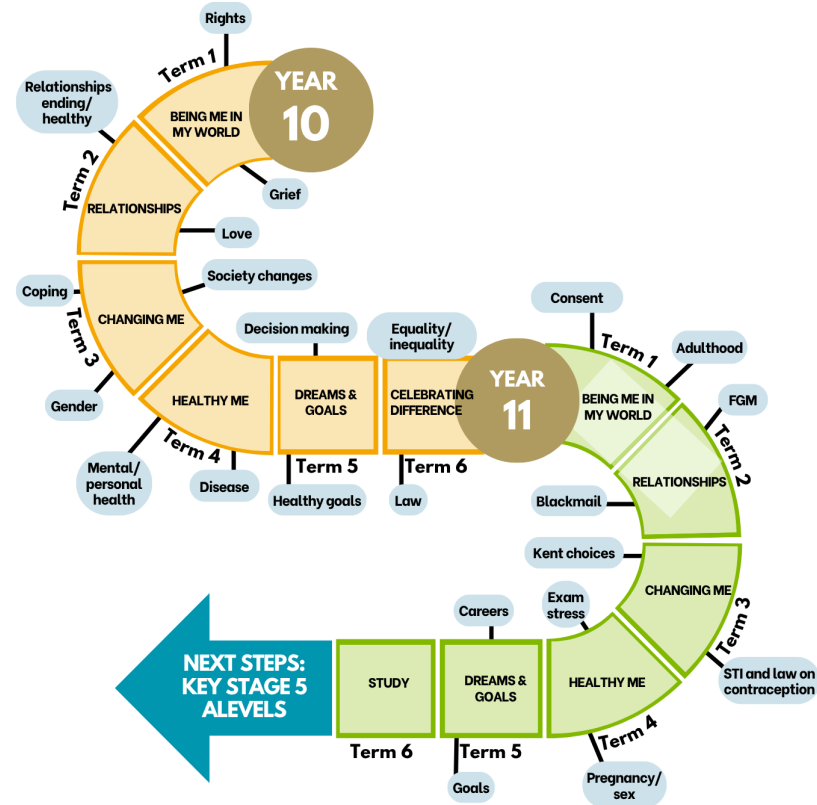 Rights
Term 1
YEAR
10
BEING ME IN
MY WORLD
Grief
Relationships
ending/
healthy
Term 2
RELATIONSHIPS
Love
Coping
Society changes
Term 3
CHANGING ME
Gender
HEALTHY ME
Term 4
Mental/
personal
health
Disease
Decision making
DREAMS &
GOALS
Term 5
Healthy goals
Equality/
inequality
CELEBRATING
DIFFERENCE
Term 6
Law
YEAR
11
Consent
Term 1
Adulthood
BEING ME IN
MY WORLD
FGM
Term 2
RELATIONSHIPS
Blackmail
Kent choices
CHANGING ME
Term 3
STI and law on
contraception
Exam
stress
HEALTHY ME
Term 4
Pregnancy/
sex
Careers
DREAMS &
GOALS
Term 5
Goals
STUDY
Term 6
NEXT STEPS:
KEY STAGE 5
ALEVELS